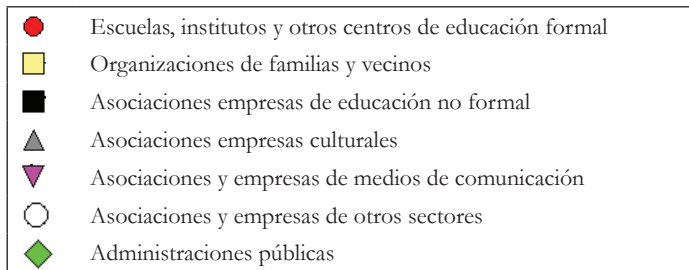 Escuelas, institutos y otros centros de educación formal
Organizaciones de familias y vecinos
Asociaciones empresas de educación no formal
Asociaciones empresas culturales
Asociaciones y empresas de medios de comunicación
Asociaciones y empresas de otros sectores
Administraciones públicas